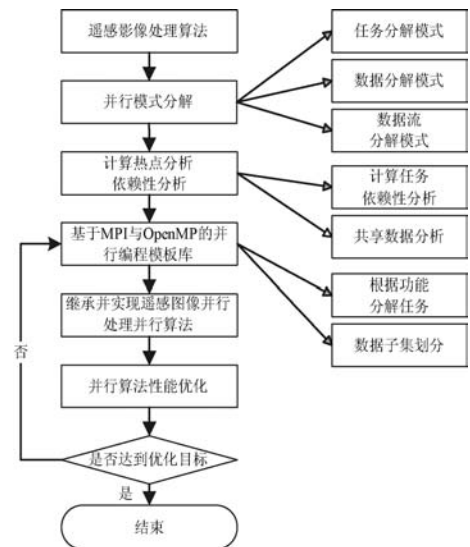 遥感影像处理算法
任务分解模式
并行模式分解
数据分解模式
数据流
分解模式
计算热点分析
依赖性分析
计算任务
依赖性分析
共享数据分析
基于MPI与OpenMP的并
行编程模板库
根据功能
分解任务
继承并实现遥感图像并行
处理并行算法
数据子集划分
否
并行算法性能优化
是否达到优化目标
是
结束